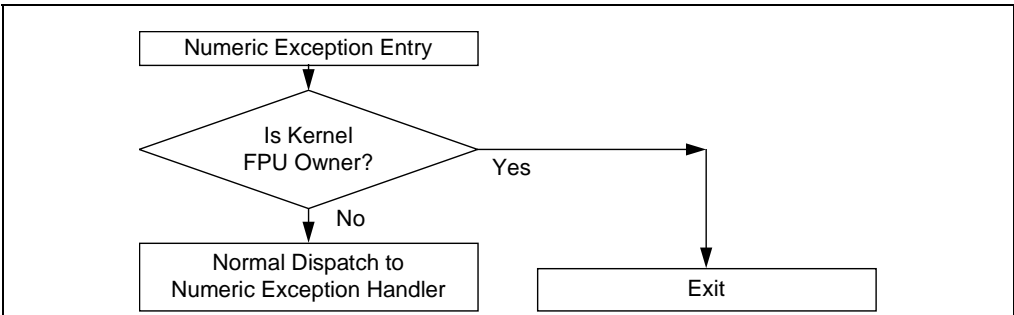 Numeric Exception Entry
Is Kernel
FPU Owner?
Yes
No
Normal Dispatch to
Numeric Exception Handler
Exit